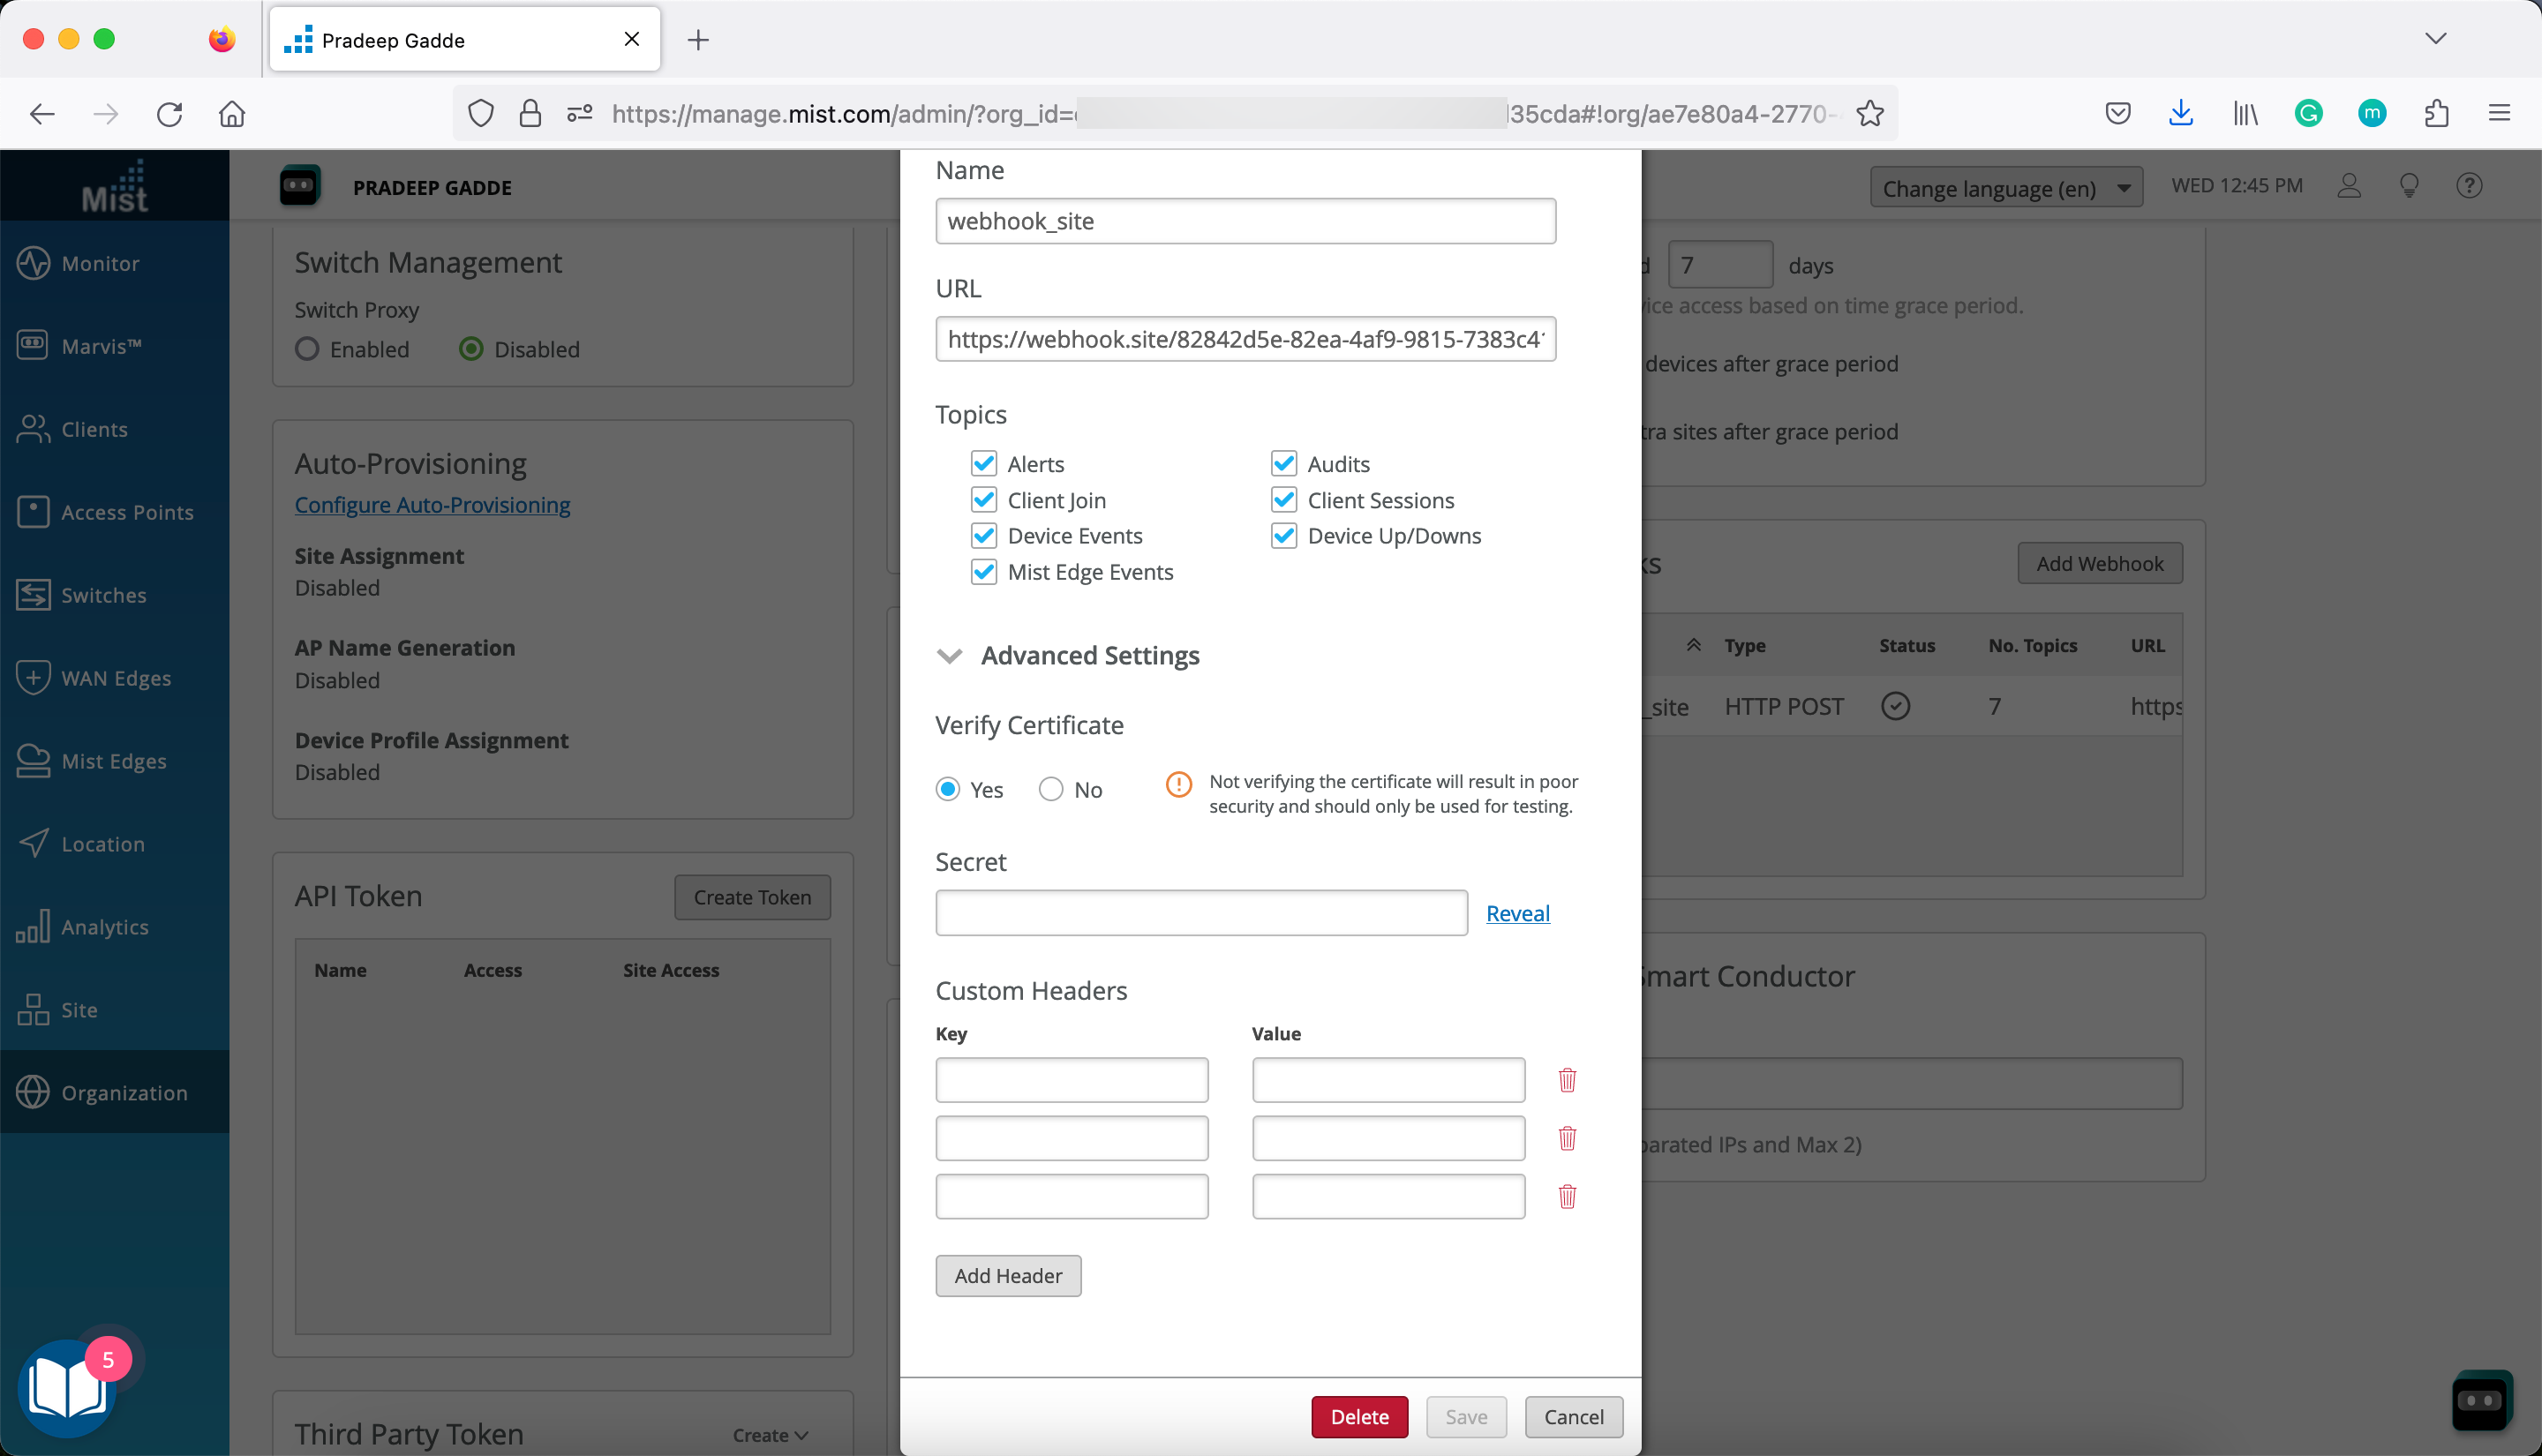 Pradeep Gadde
https://manage.mist.com/admin/?org_id= 35cda#!org/ae7e80a4-2770-
Mist
PRADEEP GADDE
Change language (en)
WED 12:45 PM
Monitor
Marvis™
Clients
Access Points
Switches
WAN Edges
Mist Edges
Location
Analytics
Site
Organization
5
Switch Management
Switch Proxy
Enabled Disabled
Auto-Provisioning
Configure Auto-Provisioning
Site Assignment
Disabled
AP Name Generation
Disabled
Device Profile Assignment
Disabled
API Token
Create Token
Name Access Site Access
Third Party Token
Create
Name
webhook_site
URL
https://webhook.site/82842d5e-82ea-4af9-9815-7383c4
Topics
Alerts Audits
Client Join Client Sessions
Device Events Device Up/Downs
Mist Edge Events
Advanced Settings
Verify Certificate
Yes No
Not verifying the certificate will result in poor
security and should only be used for testing.
Secret
Reveal
Custom Headers
Key Value
Add Header
Delete Save Cancel
7 days
access based on time grace period.
devices after grace period
sites after grace period
Add Webhook
Type Status No. Topics URL
_site HTTP POST 7 https
Smart Conductor
IPs and Max 2)